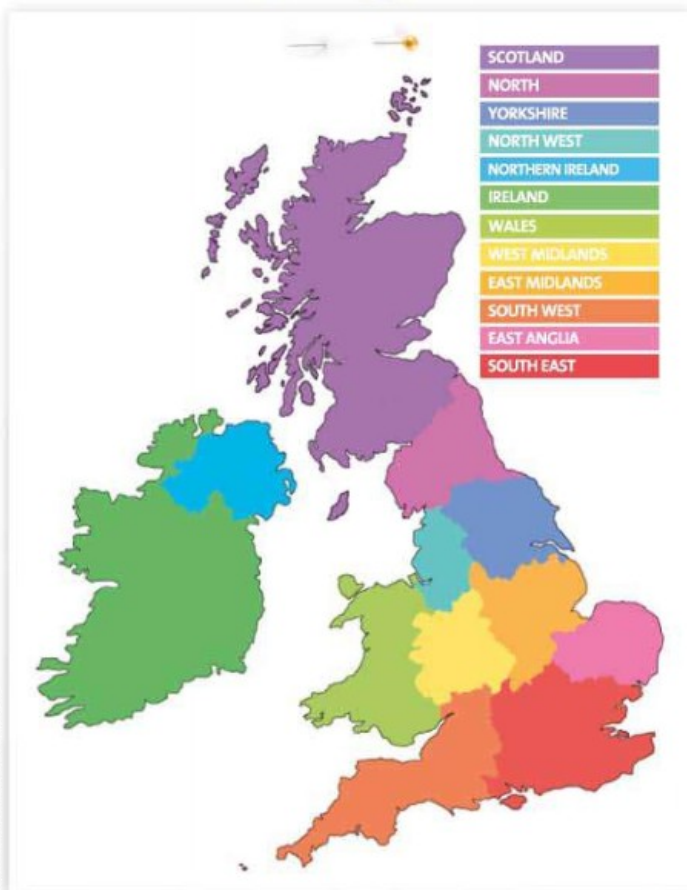 SCOTLAND
NORTH
YORKSHIRE
NORTH WEST
NORTHERN IRELAND
IRELAND
WALES
WEST MIDLANDS
EAST MIDLANDS
SOUTH WEST
EAST ANGLIA
SOUTH EAST